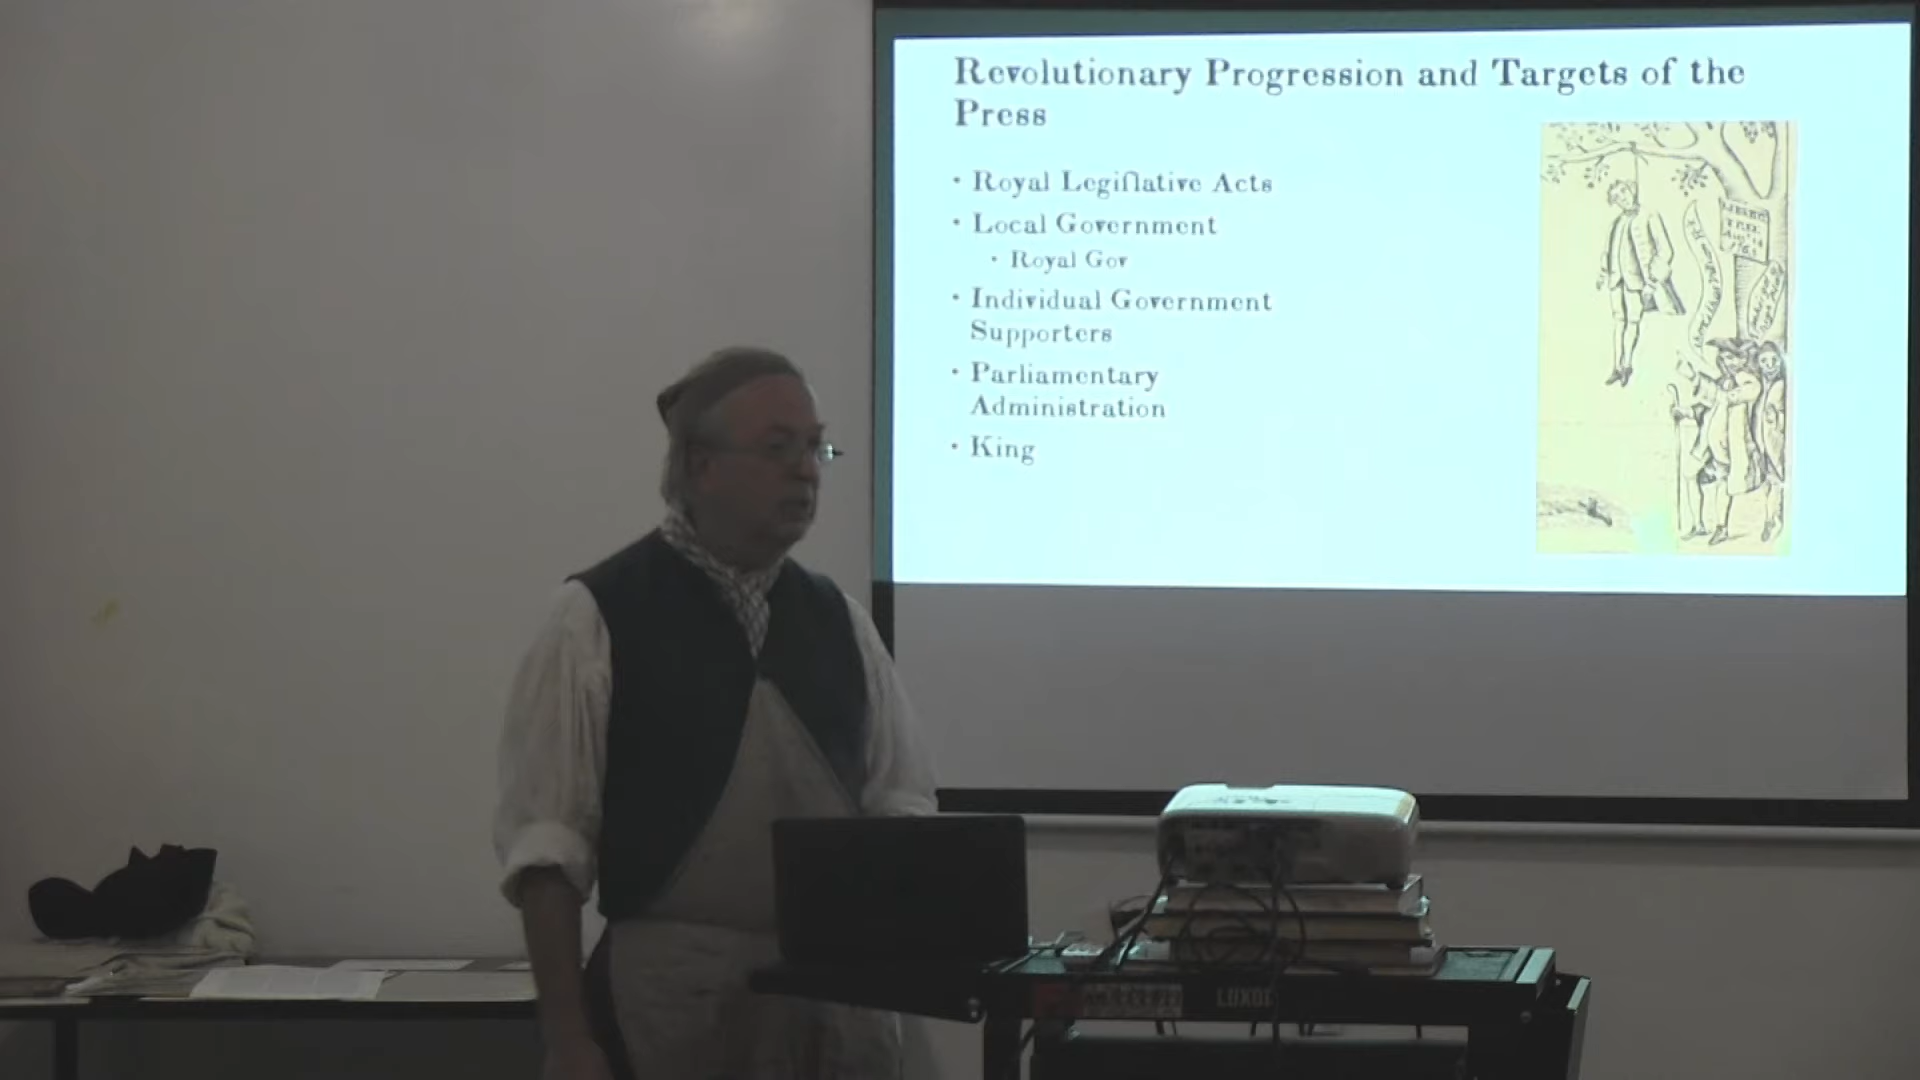 Revolutionary Progression and Targets of the
Press
• Royal Legiſlative Acts
• Local Government
• Royal Gov
• Individual Government
Supporters
• Parliamentary
Administration
• King
LUXOR